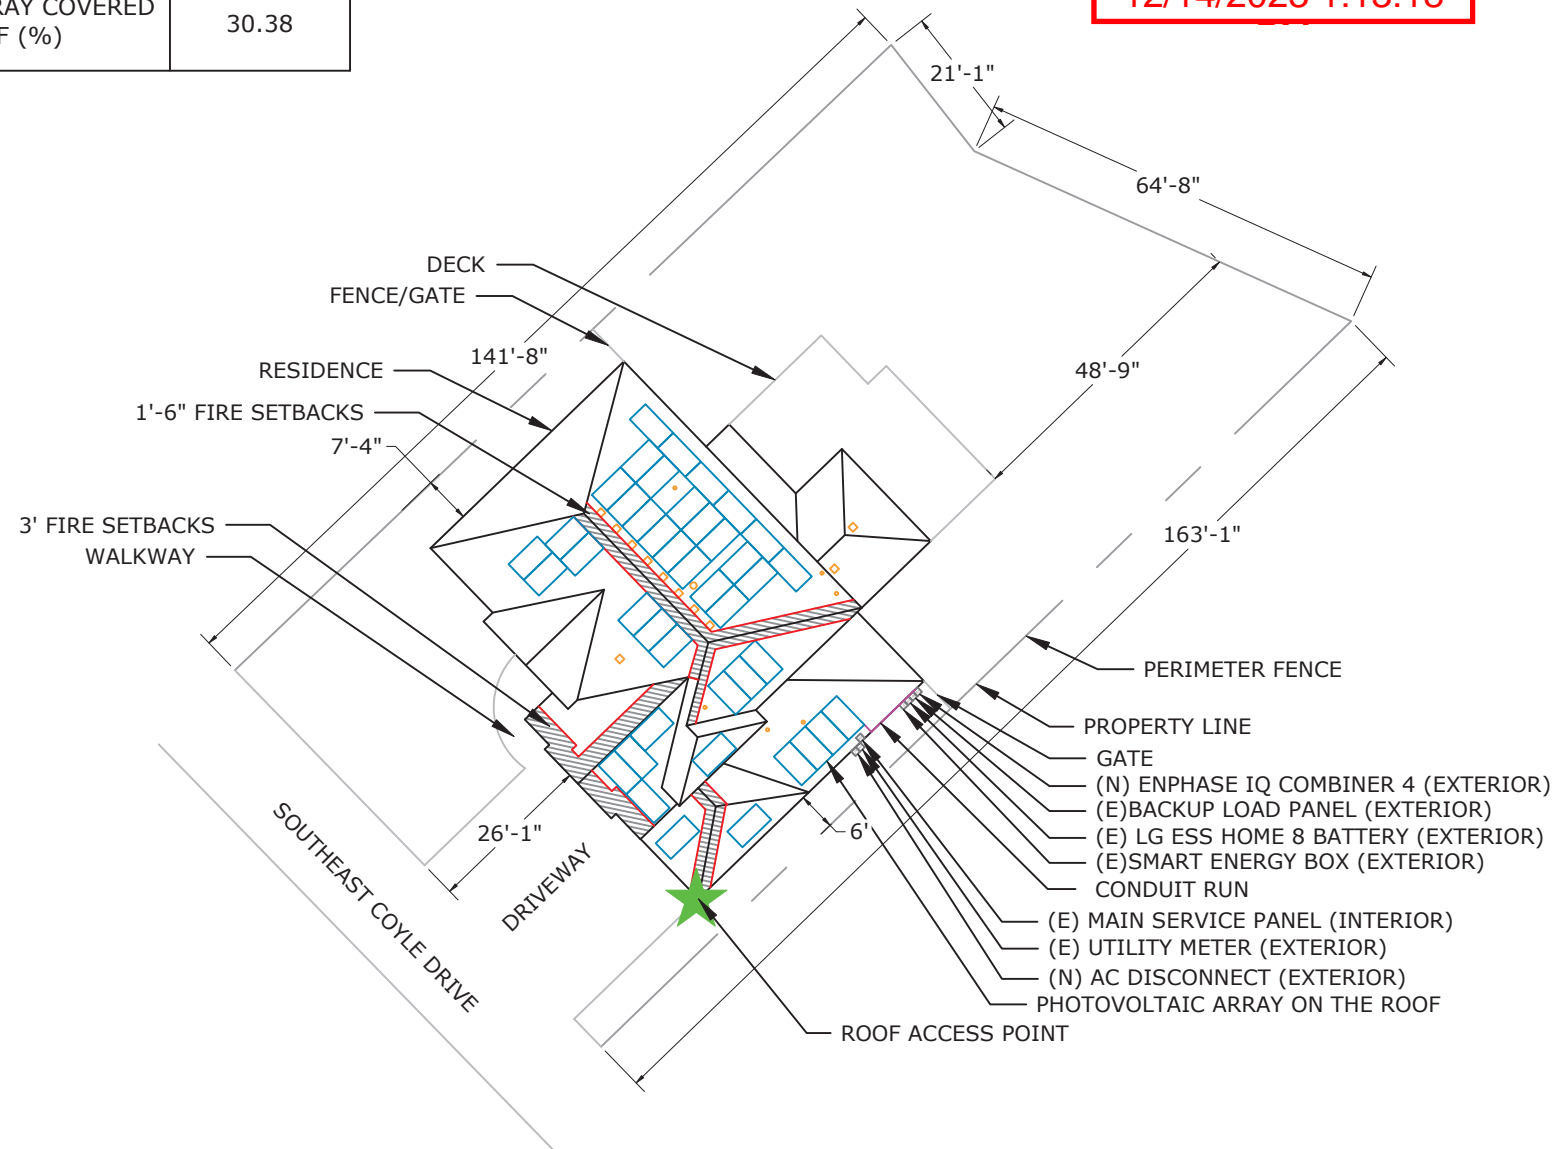 RAY COVERED
F (%)
30.38
21'-1"
64'-8"
DECK
FENCE/GATE
141'-8"
48'-9"
RESIDENCE
1'-6" FIRE SETBACKS
7'-4"
3' FIRE SETBACKS
163'-1"
WALKWAY
PERIMETER FENCE
PROPERTY LINE
GATE
(N) ENPHASE IQ COMBINER 4 (EXTERIOR)
(E)BACKUP LOAD PANEL (EXTERIOR)
26'-1"
6'
(E) LG ESS HOME 8 BATTERY (EXTERIOR)
(E)SMART ENERGY BOX (EXTERIOR)
CONDUIT RUN
SOUTHEAST COYLE DRIVE
DRIVEWAY
(E) MAIN SERVICE PANEL (INTERIOR)
(E) UTILITY METER (EXTERIOR)
(N) AC DISCONNECT (EXTERIOR)
PHOTOVOLTAIC ARRAY ON THE ROOF
ROOF ACCESS POINT